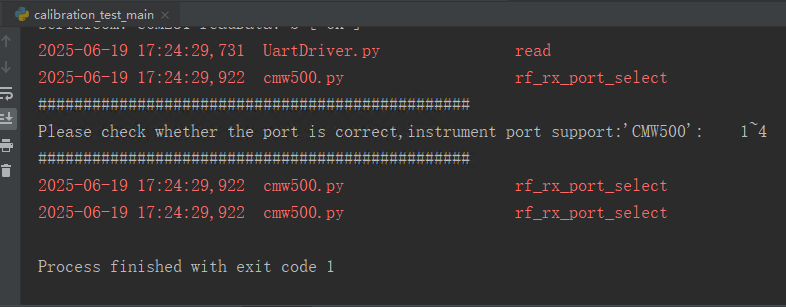 calibration_test_main
2025-06-19 17:24:29,731 UartDriver.py read
2025-06-19 17:24:29,922 cmw500.py rf_rx_port_select
################################################
Please check whether the port is correct,instrument port support:'CMW500': 1~4
################################################
2025-06-19 17:24:29,922 cmw500.py rf_rx_port_select
2025-06-19 17:24:29,922 cmw500.py rf_rx_port_select
Process finished with exit code 1